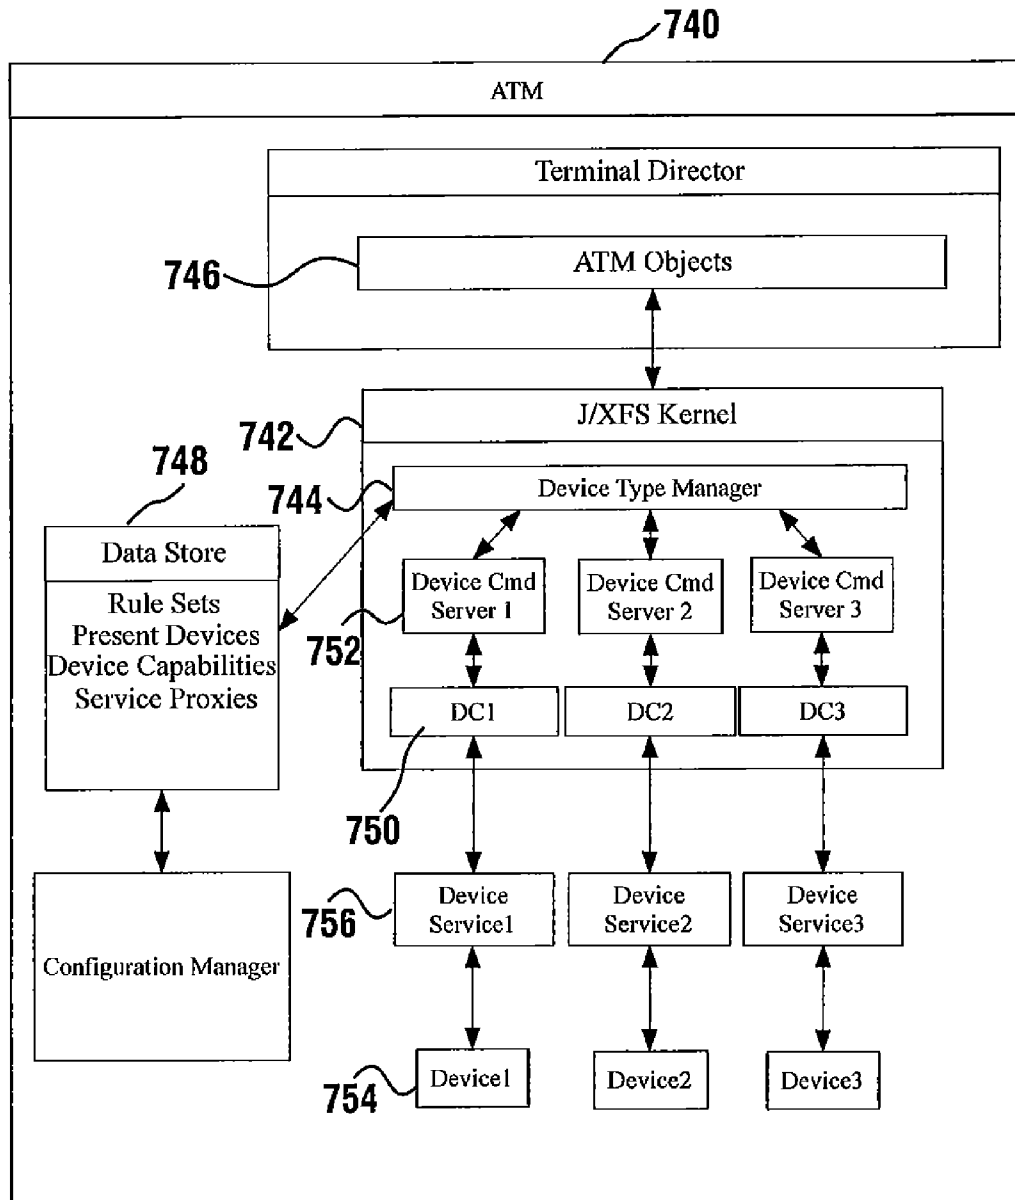 740
ATM
Terminal Director
746
ATM Objects
742
J/XFS Kernel
748
744
Device Type Manager
Data Store
Rule Sets
Present Devices
Device Capabilities
Service Proxies
752
Device Cmd
Server 1
Device Cmd
Server 2
Device Cmd
Server 3
DC1
DC2
DC3
750
756
Device
Service1
Device
Service2
Device
Service3
Configuration Manager
754
Device1
Device2
Device3